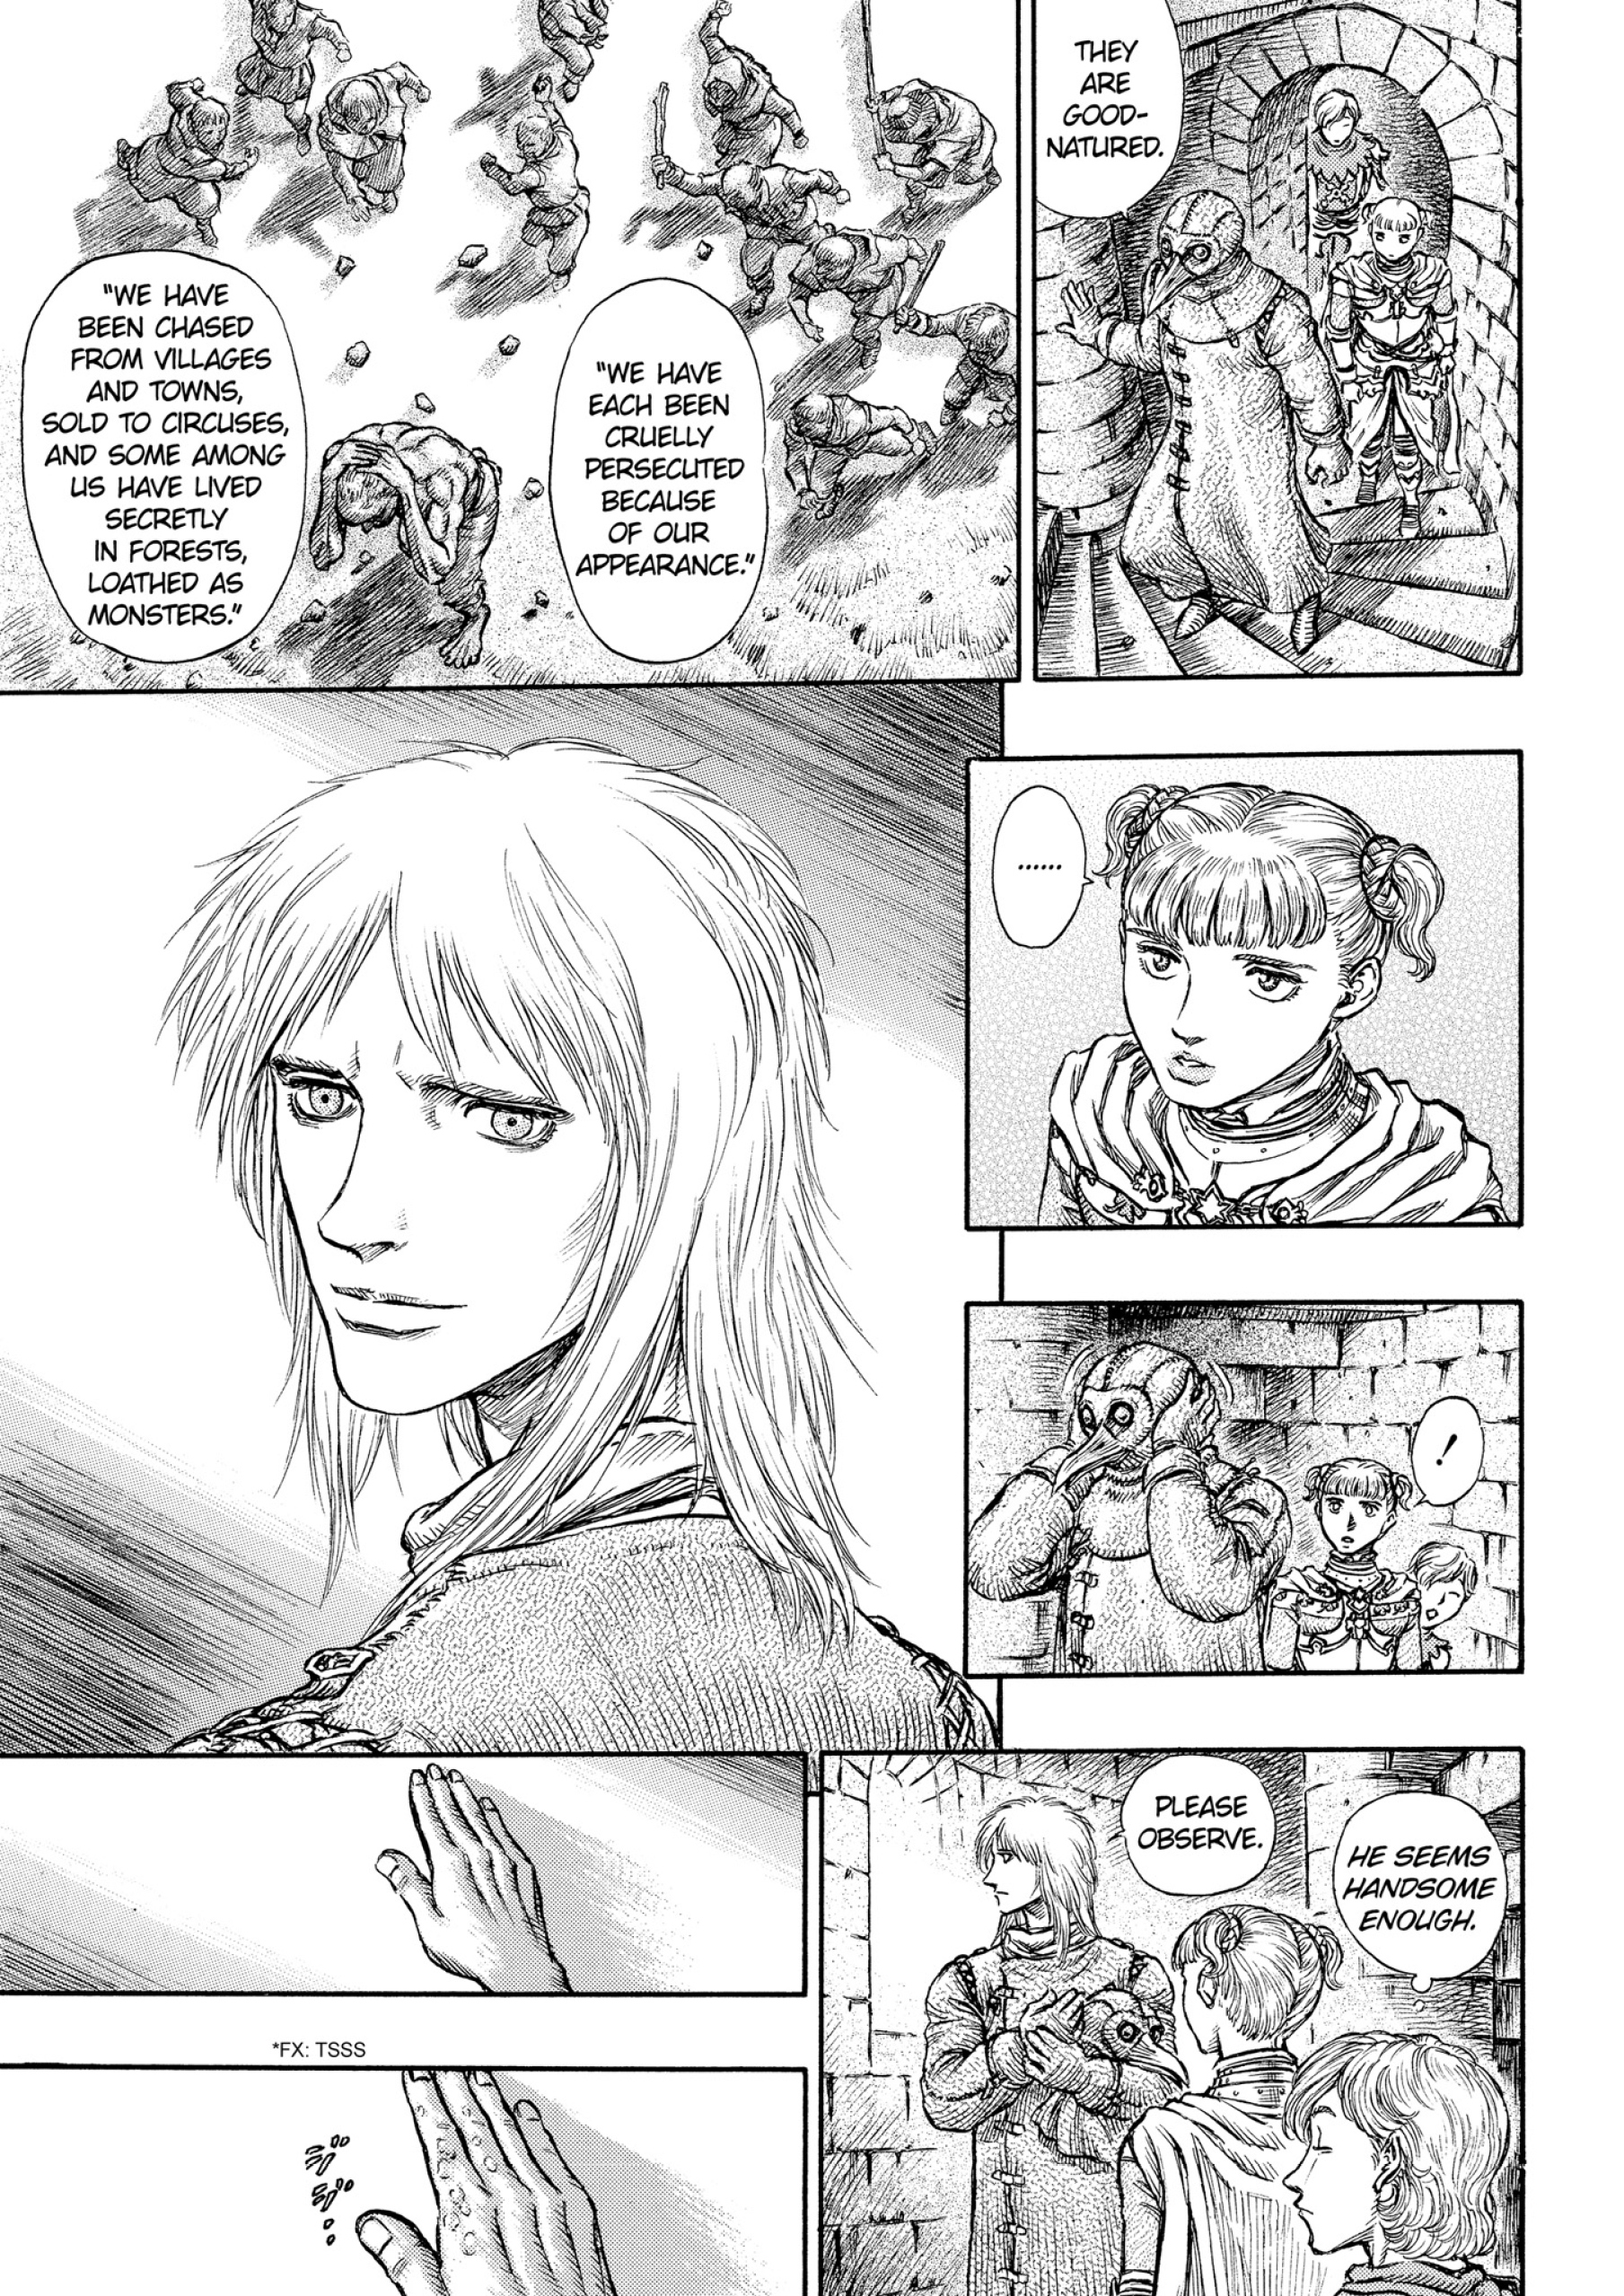 THEY
ARE
GOOD-
NATURED.
"WE HAVE
EACH BEEN
CRUELLY
PERSECUTED
BECAUSE
OF OUR
APPEARANCE."
"WE HAVE
BEEN CHASED
FROM VILLAGES
AND TOWNS,
SOLD TO CIRCUSES,
AND SOME AMONG
US HAVE LIVED
SECRETLY
IN FORESTS,
LOATHED AS
MONSTERS."
......
!
HE SEEMS
HANDSOME
ENOUGH.
PLEASE
OBSERVE.
*FX: TSSS
ジジ…